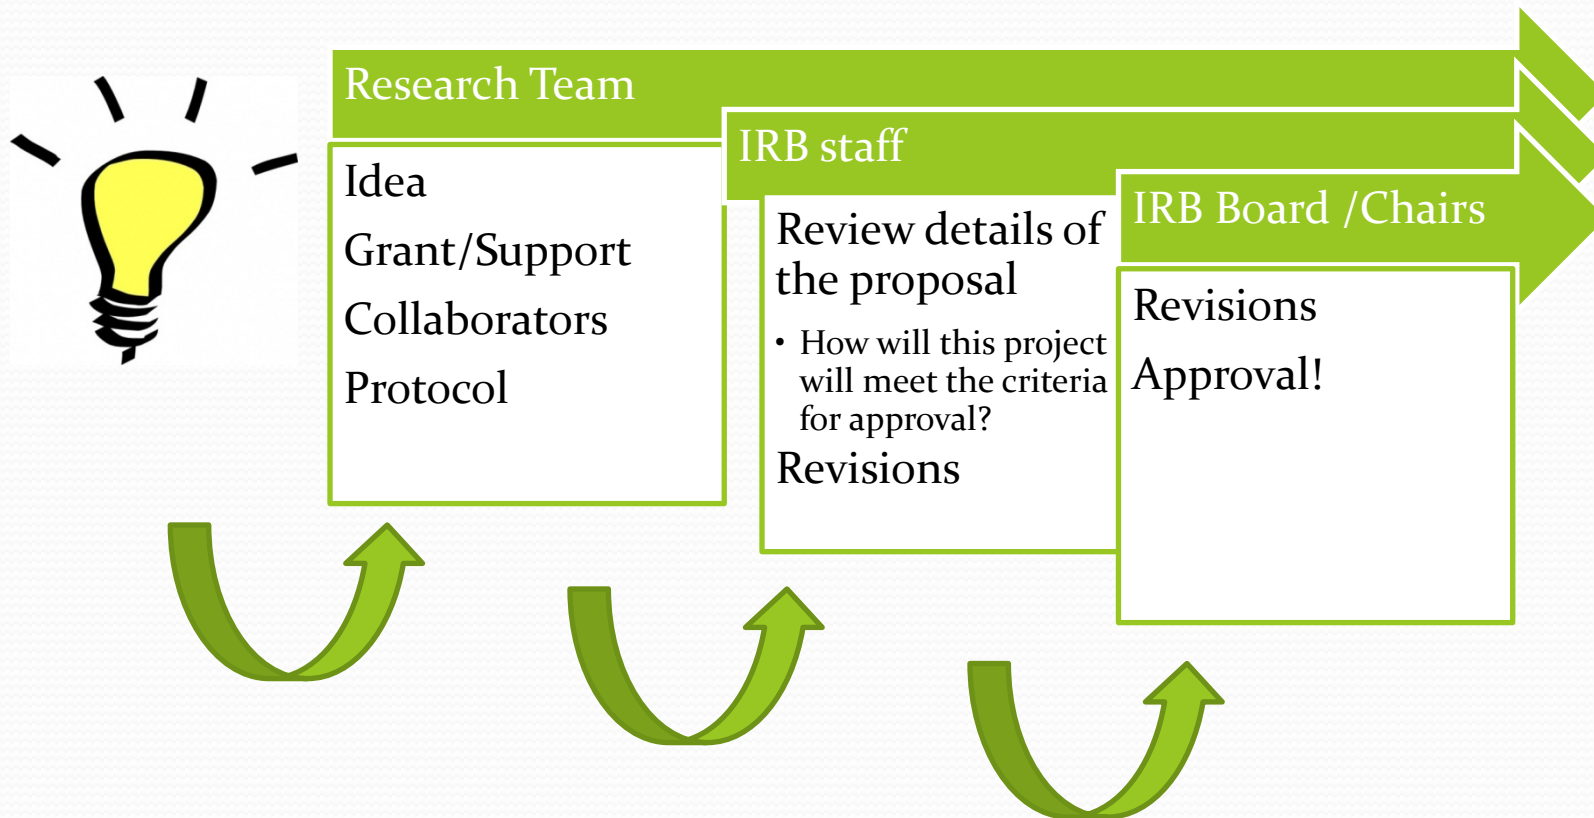 Research Team
Idea
Grant/Support
Collaborators
Protocol
IRB staff
Review details of
the proposal
• How will this project
will meet the criteria
for approval?
Revisions
IRB Board /Chairs
Revisions
Approval!